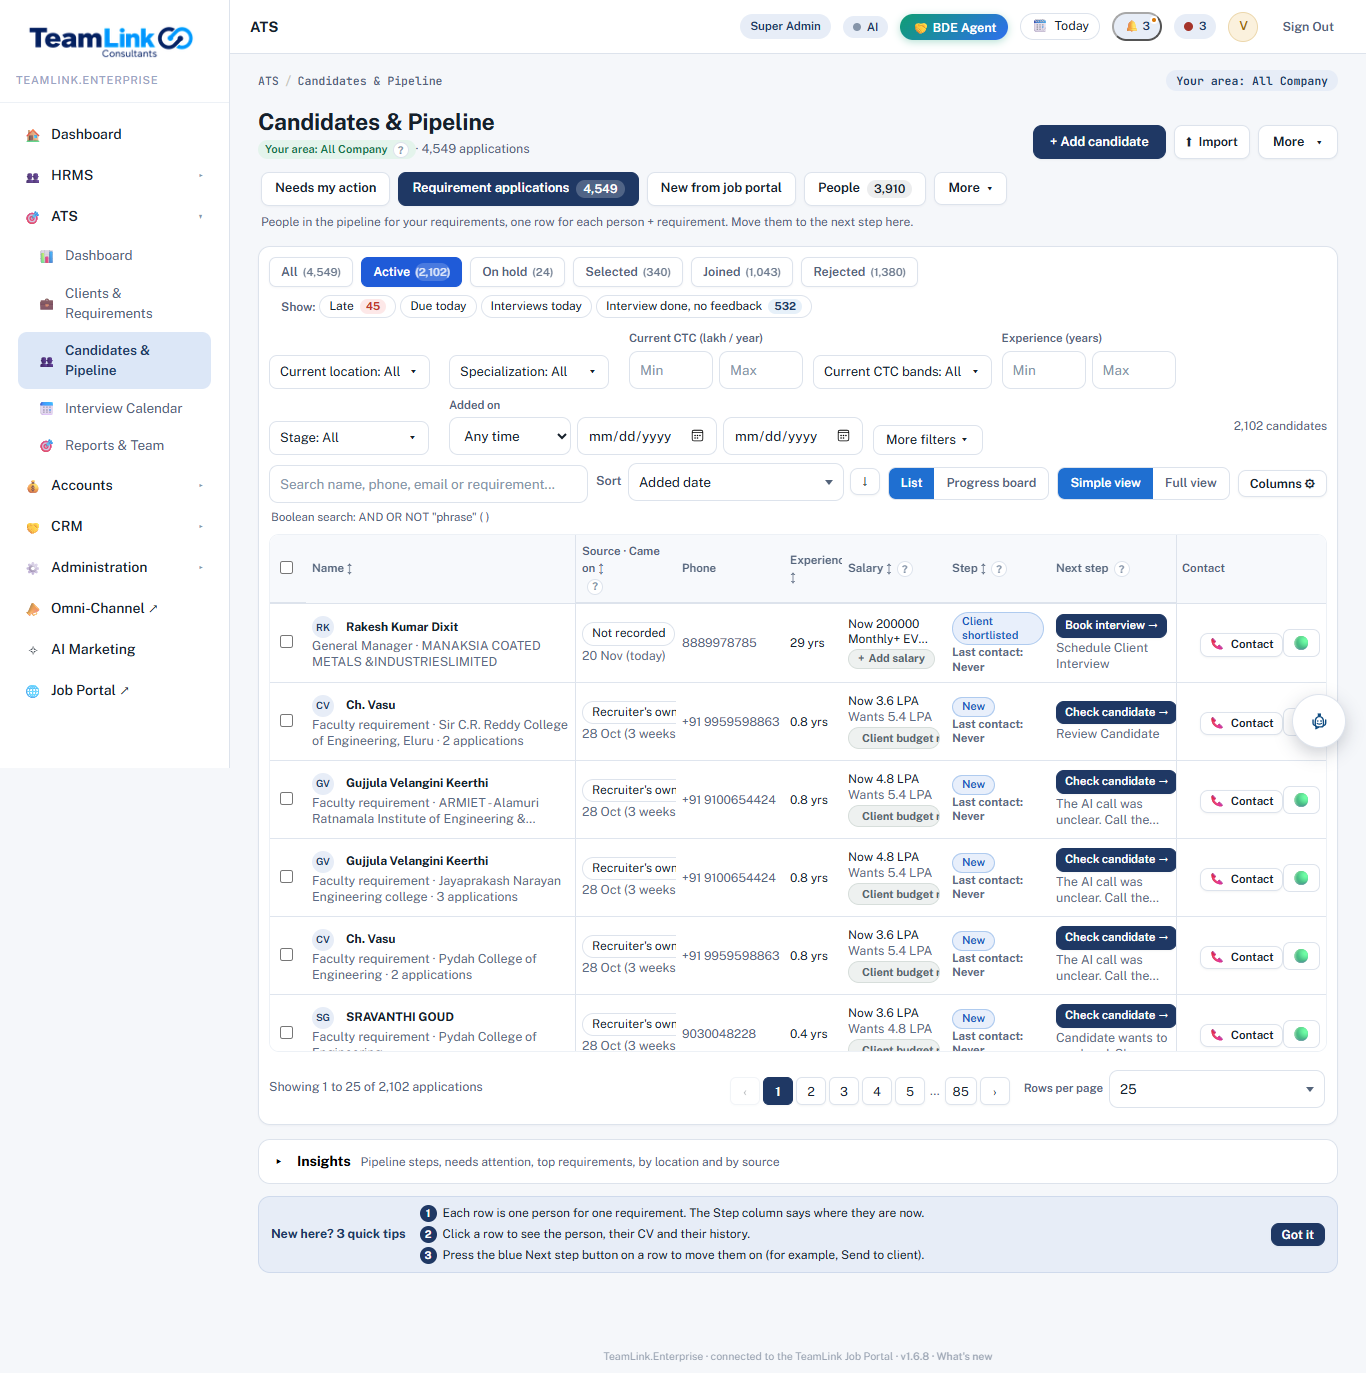 TeamLink
Consultants
TEAMLINK.ENTERPRISE
Dashboard
HRMS
ATS
Dashboard
Clients &
Requirements
Candidates &
Pipeline
Interview Calendar
Reports & Team
Accounts
CRM
Administration
Omni-Channel ↗
AI Marketing
Job Portal ↗
ATS
Super Admin
AI
BDE Agent
Today
3
3
V
Sign Out
ATS / Candidates & Pipeline
Your area: All Company
Candidates & Pipeline
Your area: All Company ? · 4,549 applications
+ Add candidate
⬆ Import
More ▾
Needs my action
Requirement applications 4,549
New from job portal
People 3,910
More ▾
People in the pipeline for your requirements, one row for each person + requirement. Move them to the next step here.
All (4,549)
Active (2,102)
On hold (24)
Selected (340)
Joined (1,043)
Rejected (1,380)
Show:
Late 45
Due today
Interviews today
Interview done, no feedback 532
Current CTC (lakh / year)
Experience (years)
Current location: All
Specialization: All
Min
Max
Current CTC bands: All
Min
Max
Added on
Stage: All
Any time
mm/dd/yyyy
mm/dd/yyyy
More filters ▾
2,102 candidates
Search name, phone, email or requirement...
Sort
Added date
↓
List
Progress board
Simple view
Full view
Columns ⚙
Boolean search: AND OR NOT "phrase" ( )
Name ↕
Source · Came
on ↕
?
Phone
Experienc
↕
Salary ↕ ?
Step ↕ ?
Next step ?
Contact
RK Rakesh Kumar Dixit
General Manager · MANAKSIA COATED
METALS &INDUSTRIESLIMITED
Not recorded
20 Nov (today)
8889978785
29 yrs
Now 200000
Monthly+ EV...
+ Add salary
Client
shortlisted
Last contact:
Never
Book interview →
Schedule Client
Interview
Contact
CV Ch. Vasu
Faculty requirement · Sir C.R. Reddy College
of Engineering, Eluru · 2 applications
Recruiter's own
28 Oct (3 weeks
+91 9959598863
0.8 yrs
Now 3.6 LPA
Wants 5.4 LPA
Client budget
New
Last contact:
Never
Check candidate →
Review Candidate
Contact
GV Gujjula Velangini Keerthi
Faculty requirement · ARMIET - Alamuri
Ratnamala Institute of Engineering &...
Recruiter's own
28 Oct (3 weeks
+91 9100654424
0.8 yrs
Now 4.8 LPA
Wants 5.4 LPA
Client budget
New
Last contact:
Never
Check candidate →
The AI call was
unclear. Call the...
Contact
GV Gujjula Velangini Keerthi
Faculty requirement · Jayaprakash Narayan
Engineering college · 3 applications
Recruiter's own
28 Oct (3 weeks
+91 9100654424
0.8 yrs
Now 4.8 LPA
Wants 5.4 LPA
Client budget
New
Last contact:
Never
Check candidate →
The AI call was
unclear. Call the...
Contact
CV Ch. Vasu
Faculty requirement · Pydah College of
Engineering · 2 applications
Recruiter's own
28 Oct (3 weeks
+91 9959598863
0.8 yrs
Now 3.6 LPA
Wants 5.4 LPA
Client budget
New
Last contact:
Never
Check candidate →
The AI call was
unclear. Call the...
Contact
SG SRAVANTHI GOUD
Faculty requirement · Pydah College of
Recruiter's own
28 Oct (3 weeks
9030048228
0.4 yrs
Now 3.6 LPA
Wants 4.8 LPA
Client budget
New
Last contact:
Never
Check candidate →
Candidate wants to
Contact
Showing 1 to 25 of 2,102 applications
‹ 1 2 3 4 5 ... 85 ›
Rows per page
25
Insights Pipeline steps, needs attention, top requirements, by location and by source
New here? 3 quick tips
1 Each row is one person for one requirement. The Step column says where they are now.
2 Click a row to see the person, their CV and their history.
3 Press the blue Next step button on a row to move them on (for example, Send to client).
Got it
TeamLink.Enterprise · connected to the TeamLink Job Portal · v1.6.8 · What's new